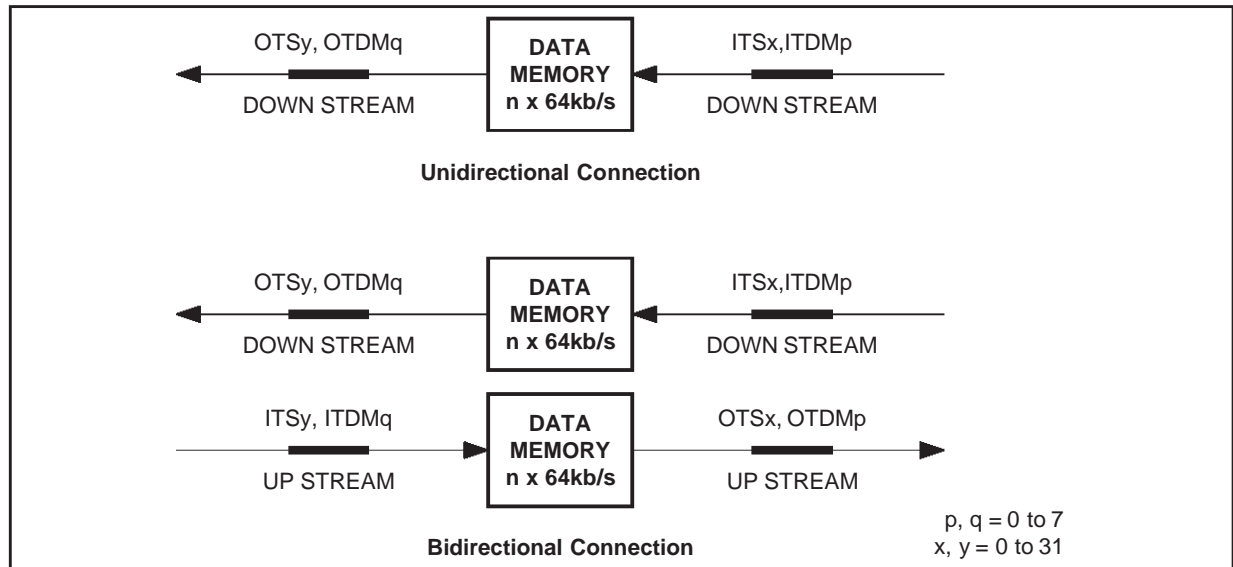 OTSy, OTDMq
DATA
MEMORY
n x 64kb/s
ITSx,ITDMp
DOWN STREAM
DOWN STREAM
Unidirectional Connection
OTSy, OTDMq
DATA
MEMORY
n x 64kb/s
ITSx,ITDMp
DOWN STREAM
DOWN STREAM
ITSy, ITDMq
DATA
MEMORY
n x 64kb/s
OTSx, OTDMp
UP STREAM
UP STREAM
p, q = 0 to 7
x, y = 0 to 31
Bidirectional Connection